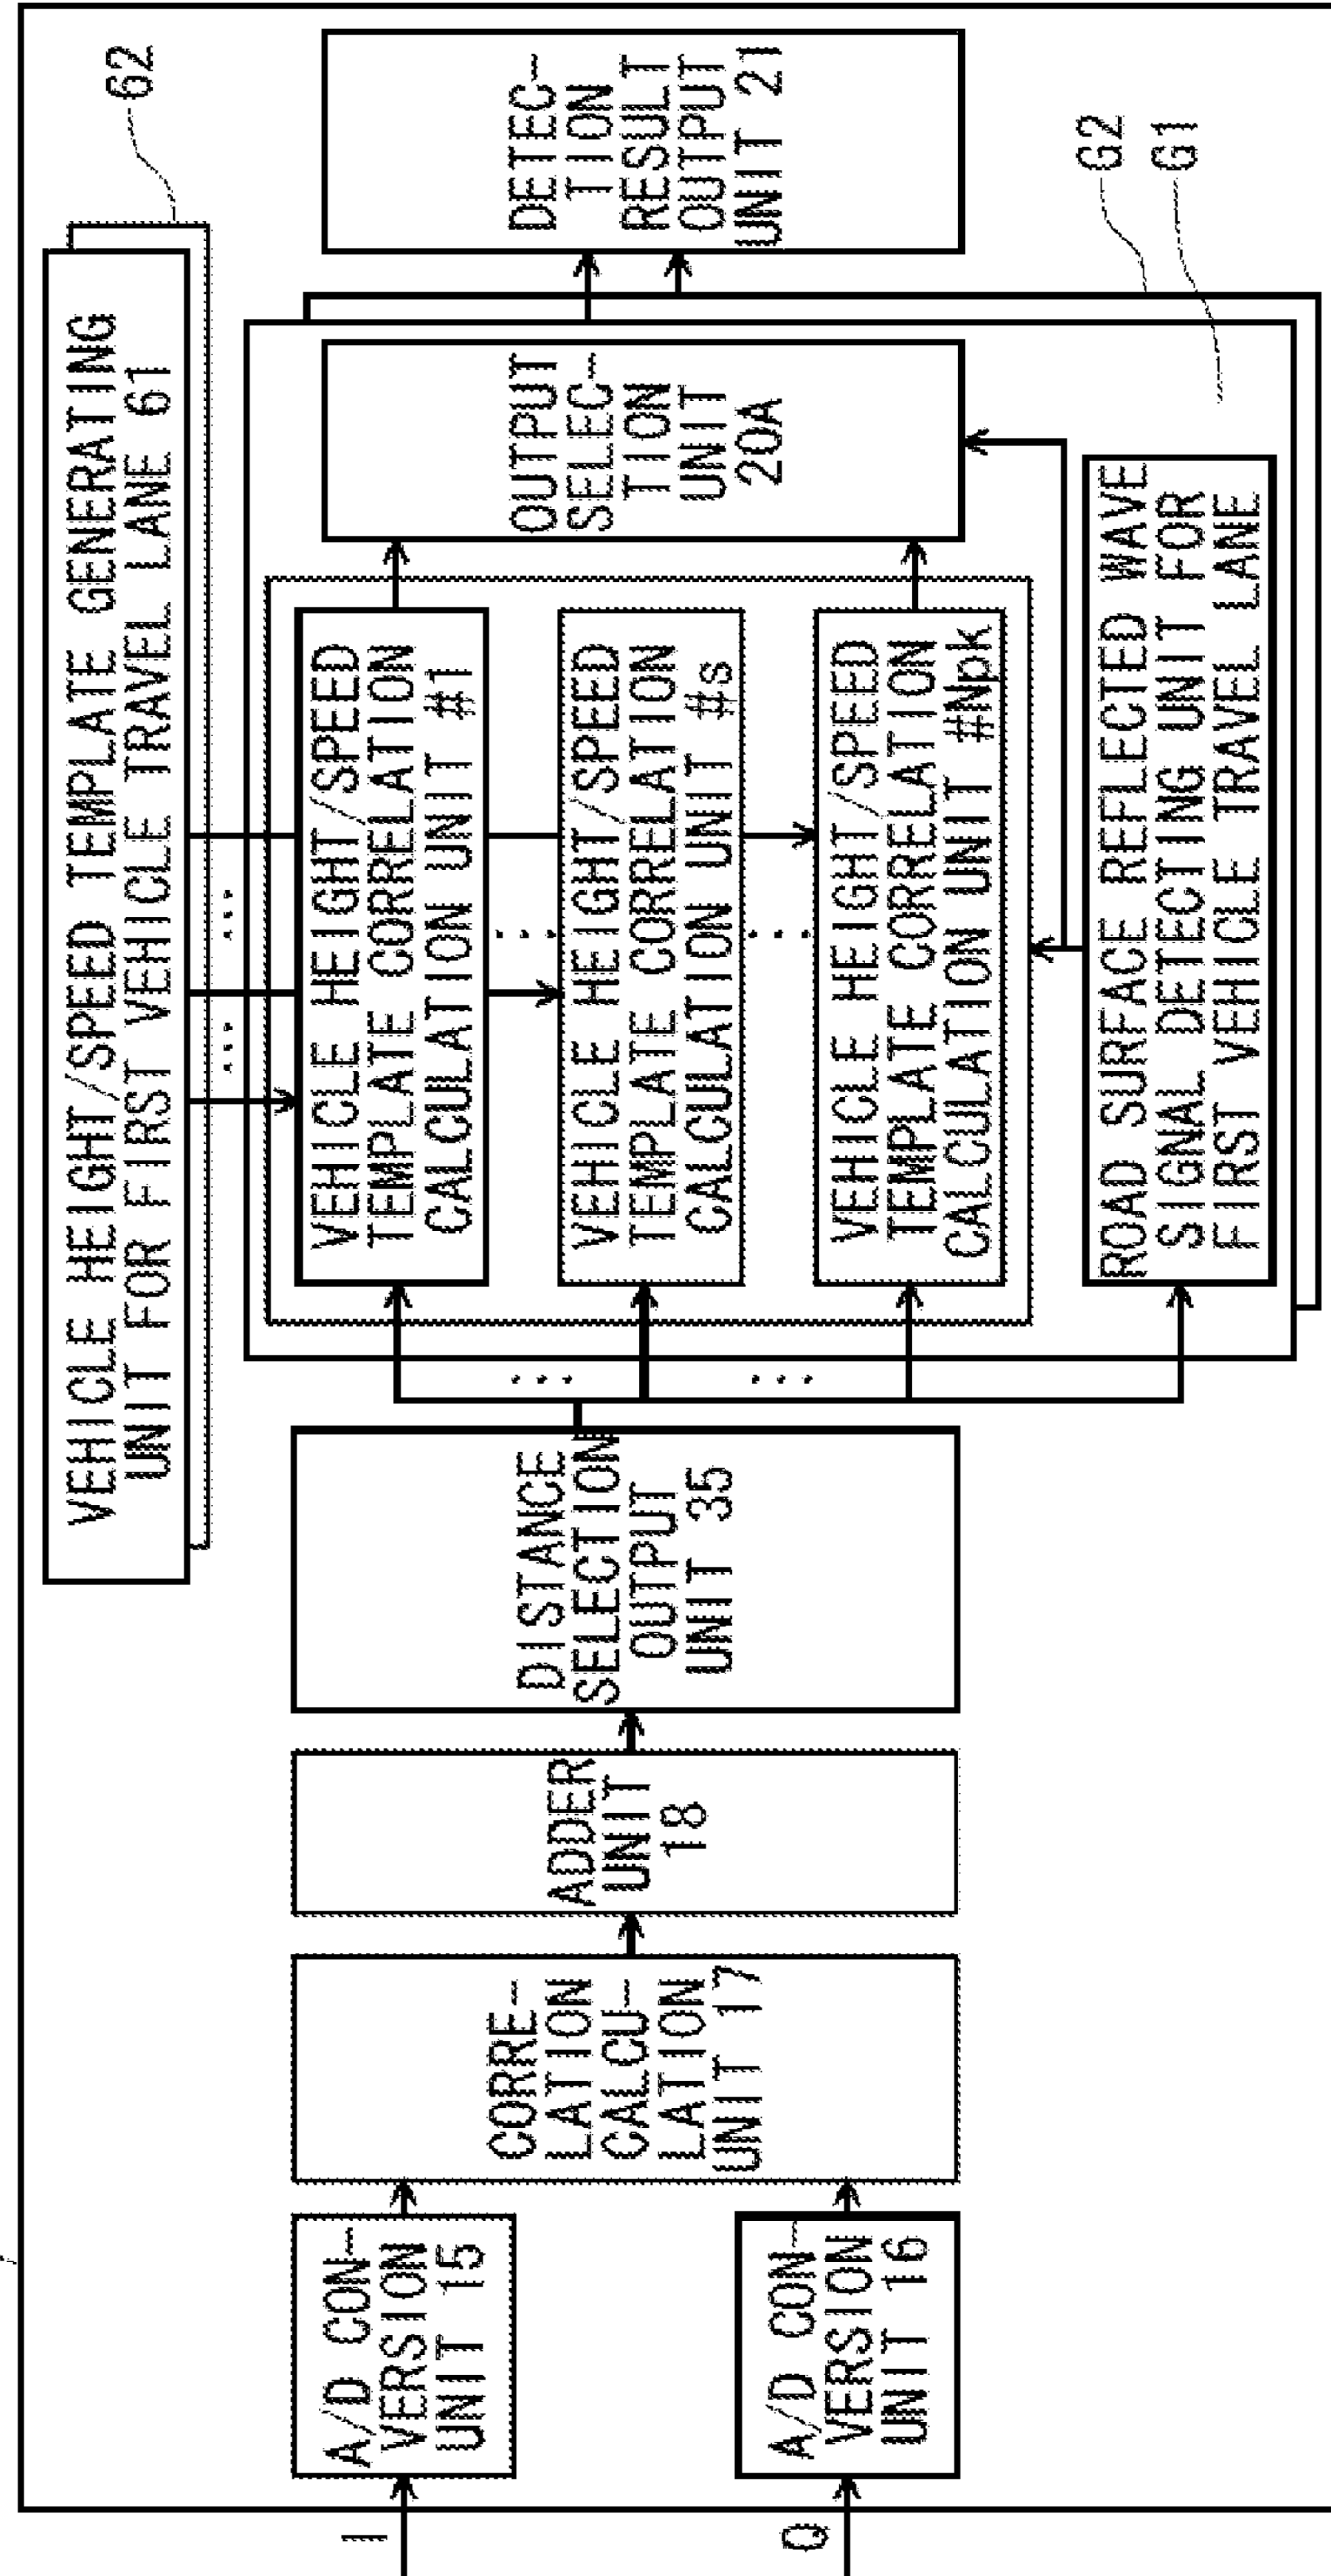 VEHICLE HEIGHT/SPEED TEMPLATE GENERATING
UNIT FOR FIRST VEHICLE TRAVEL LANE 61
62
I
Q
A/D CON-
VERSION
UNIT 15
A/D CON-
VERSION
UNIT 16
CORRE-
LATION
CALCU-
LATION
UNIT 17
ADDER
UNIT
18
DISTANCE
SELECTION
OUTPUT
UNIT 35
VEHICLE HEIGHT/SPEED
TEMPLATE CORRELATION
CALCULATION UNIT #1
VEHICLE HEIGHT/SPEED
TEMPLATE CORRELATION
CALCULATION UNIT #s
VEHICLE HEIGHT/SPEED
TEMPLATE CORRELATION
CALCULATION UNIT #Npk
ROAD SURFACE REFLECTED WAVE
SIGNAL DETECTING UNIT FOR
FIRST VEHICLE TRAVEL LANE
OUTPUT
SELEC-
TION
UNIT
20A
DETEC-
TION
RESULT
OUTPUT
UNIT 21
G2
G1